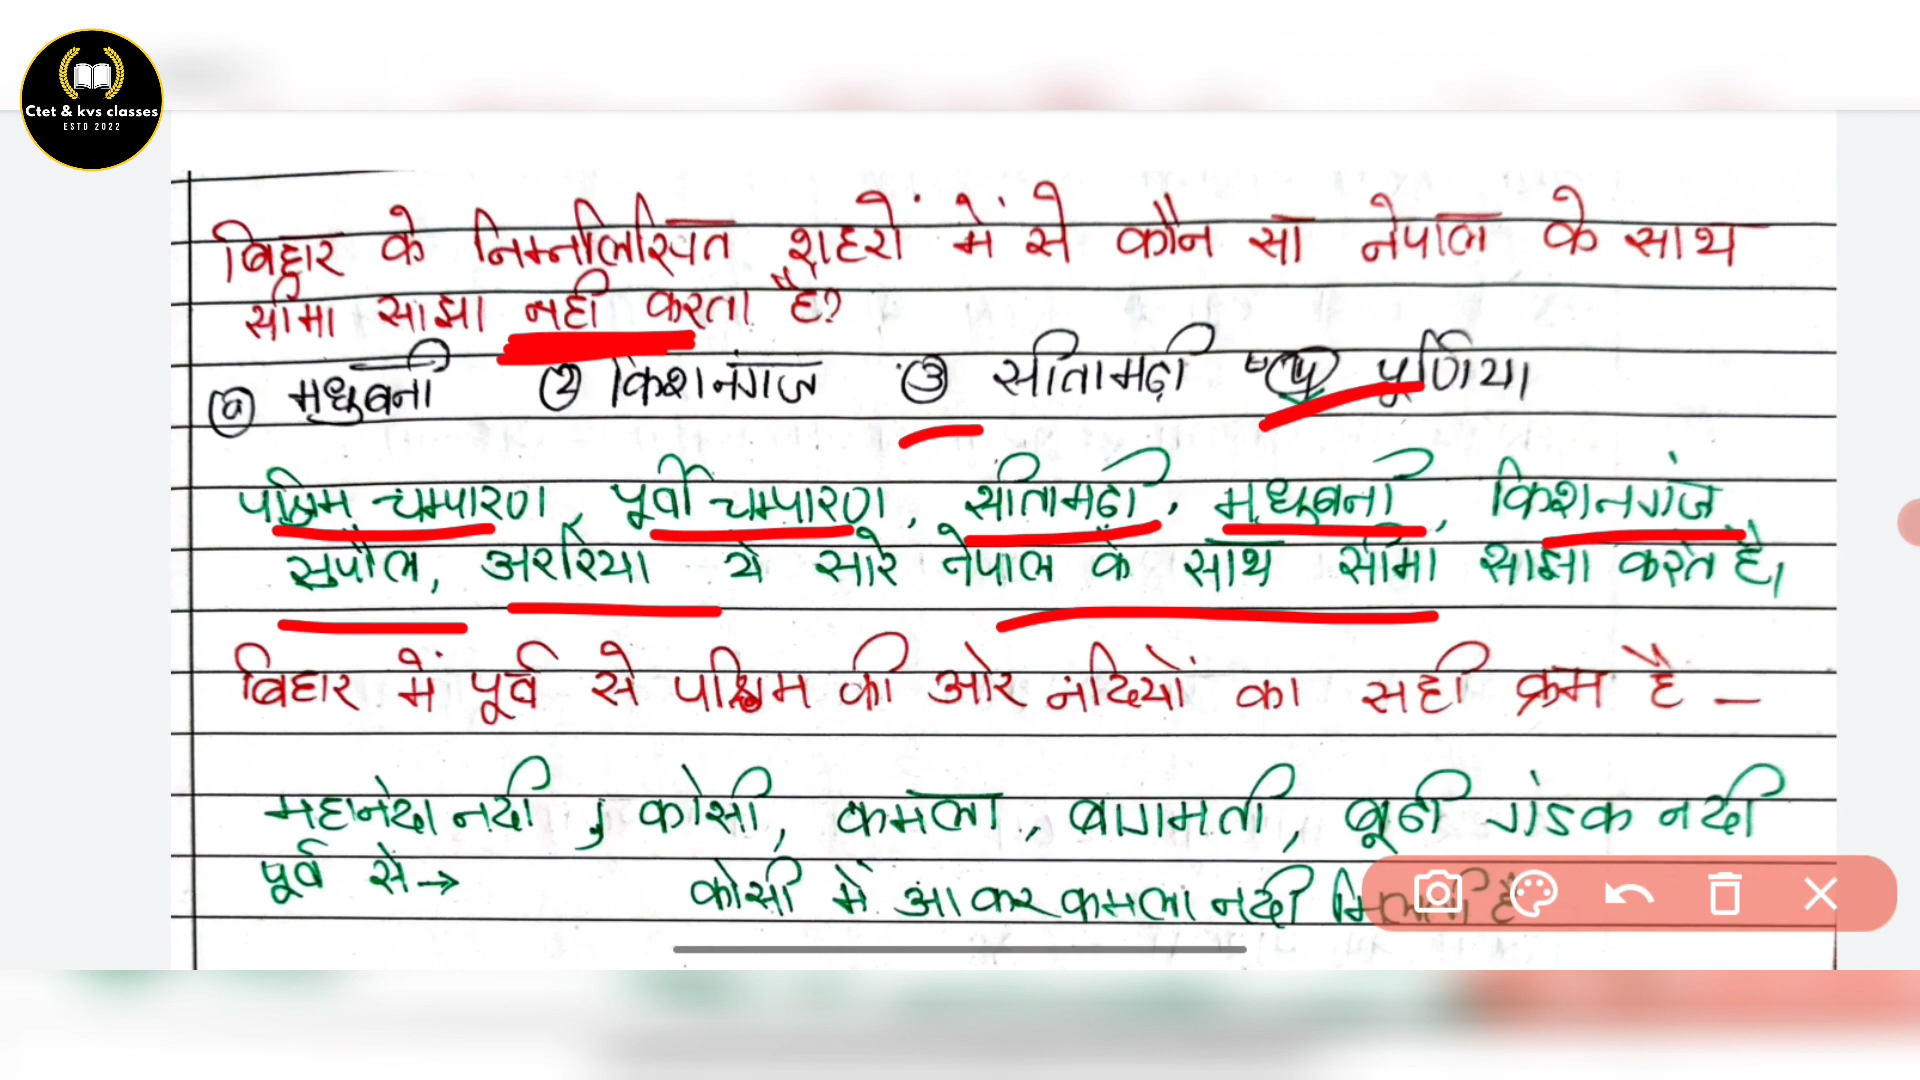 Ctet & kvs classes
ESTD 2022
बिहार के निम्नलिखित शहरों में से कौन सा नेपाल के साथ
सीमा साझा नहीं करता है?
(a) मधुबनी (2) किशनगंज (3) सीतामढ़ी (4) पूर्णिया
पश्चिम चम्पारण, पूर्वी चम्पारण, सीतामढ़ी, मधुबनी, किशनगंज
सुपौल, अररिया ये सारे नेपाल के साथ सीमा साझा करते है।
बिहार में पूर्व से पश्चिम की ओर नदियों का सही क्रम है –
महानंदा नदी, कोसी, कमला, बागमती, बूढी गंडक नदी
पूर्व से → कोसी में आकर कमला नदी मिलती है